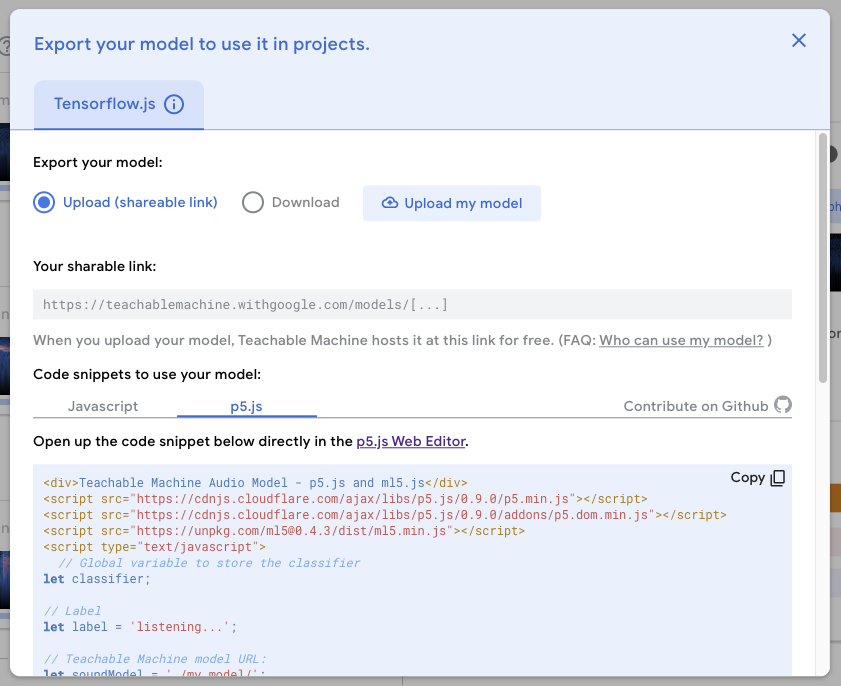 Export your model to use it in projects.
Tensorflow.js
Export your model:
Upload (shareable link) Download Upload my model
Your sharable link:
https://teachablemachine.withgoogle.com/models/[...]
When you upload your model, Teachable Machine hosts it at this link for free. (FAQ: Who can use my model? )
Code snippets to use your model:
Javascript p5.js Contribute on Github
Open up the code snippet below directly in the p5.js Web Editor.
Copy
<div>Teachable Machine Audio Model - p5.js and ml5.js</div>
<script src="https://cdnjs.cloudflare.com/ajax/libs/p5.js/0.9.0/p5.min.js"></script>
<script src="https://cdnjs.cloudflare.com/ajax/libs/p5.js/0.9.0/addons/p5.dom.min.js"></script>
<script src="https://unpkg.com/ml5@0.4.3/dist/ml5.min.js"></script>
<script type="text/javascript">
// Global variable to store the classifier
let classifier;
// Label
let label = 'listening...';
// Teachable Machine model URL:
let soundModel = './my_model/';